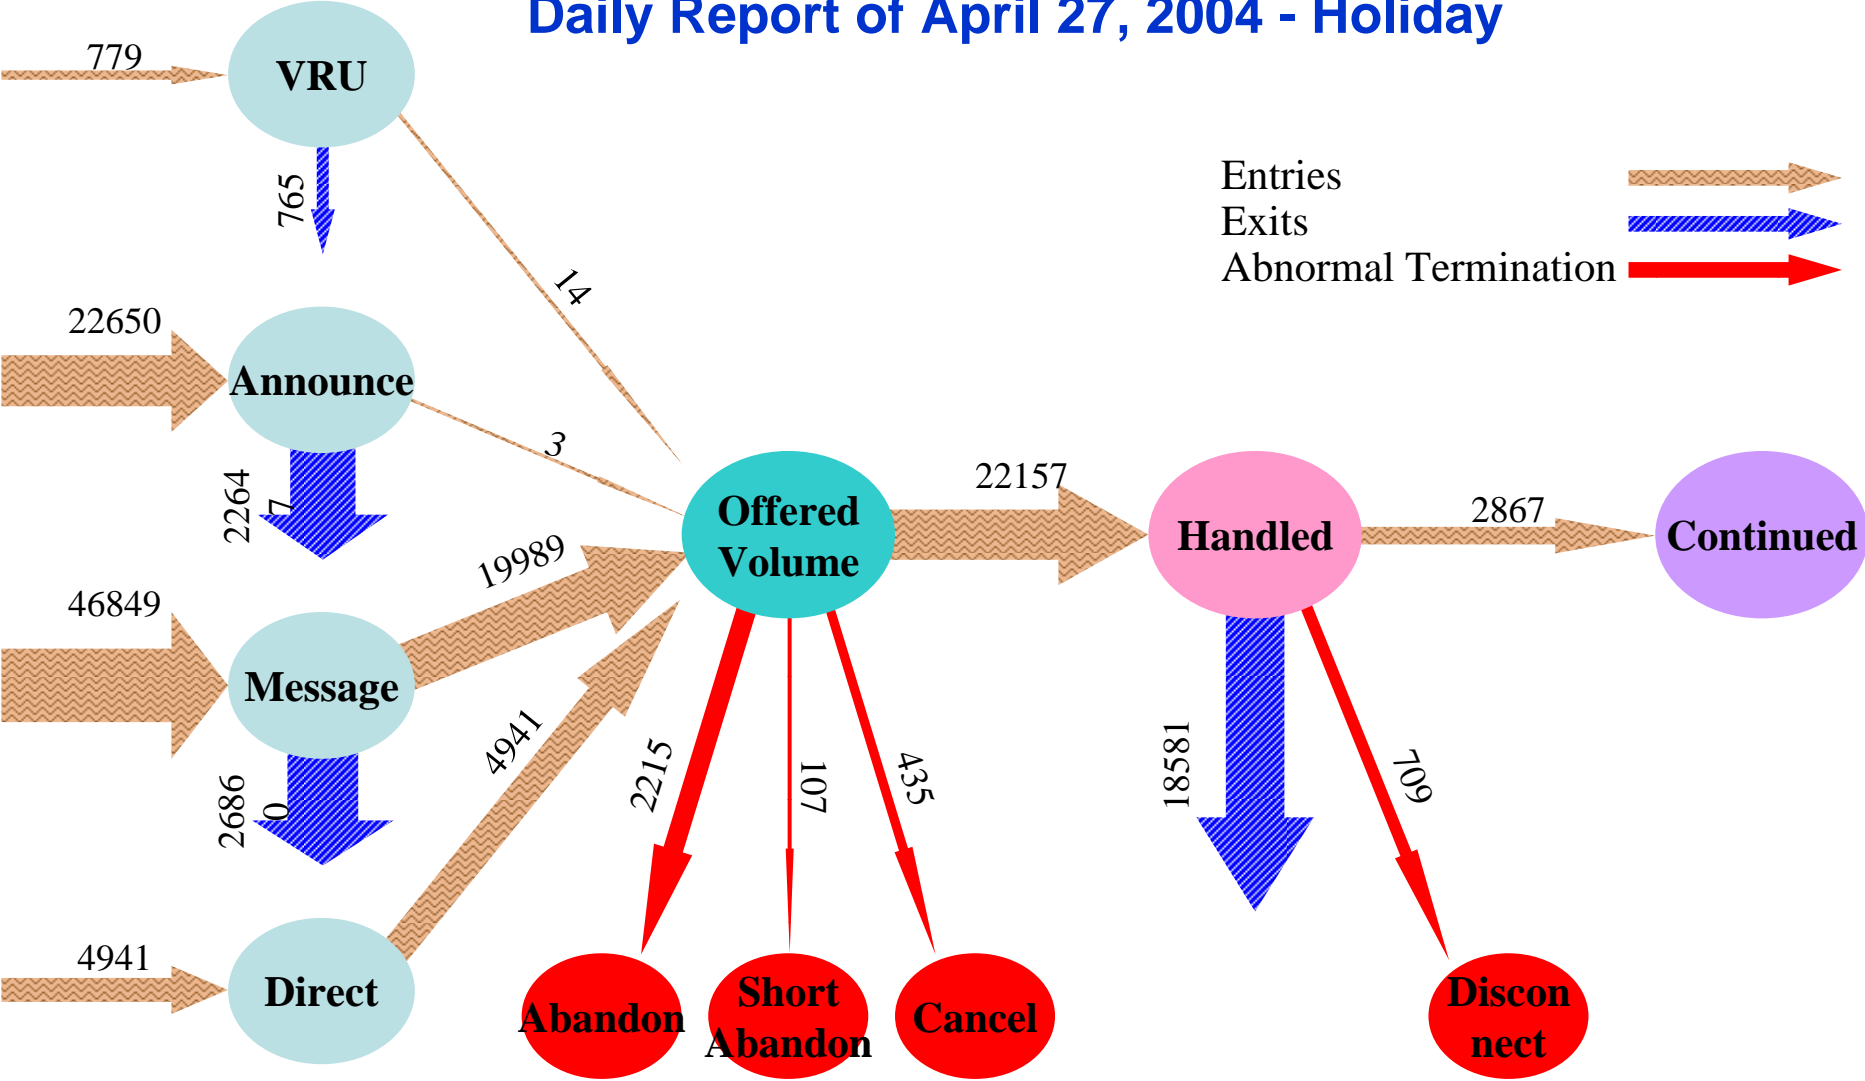 Daily Report of April 27, 2004 - Holiday
779
VRU
765
14
Entries
Exits
Abnormal Termination
22650
Announce
2264
7
3
46849
Message
2686
0
19989
4941
Direct
4941
Offered
Volume
22157
Handled
2867
Continued
2215
107
435
18581
709
Abandon
Short
Abandon
Cancel
Discon
nect